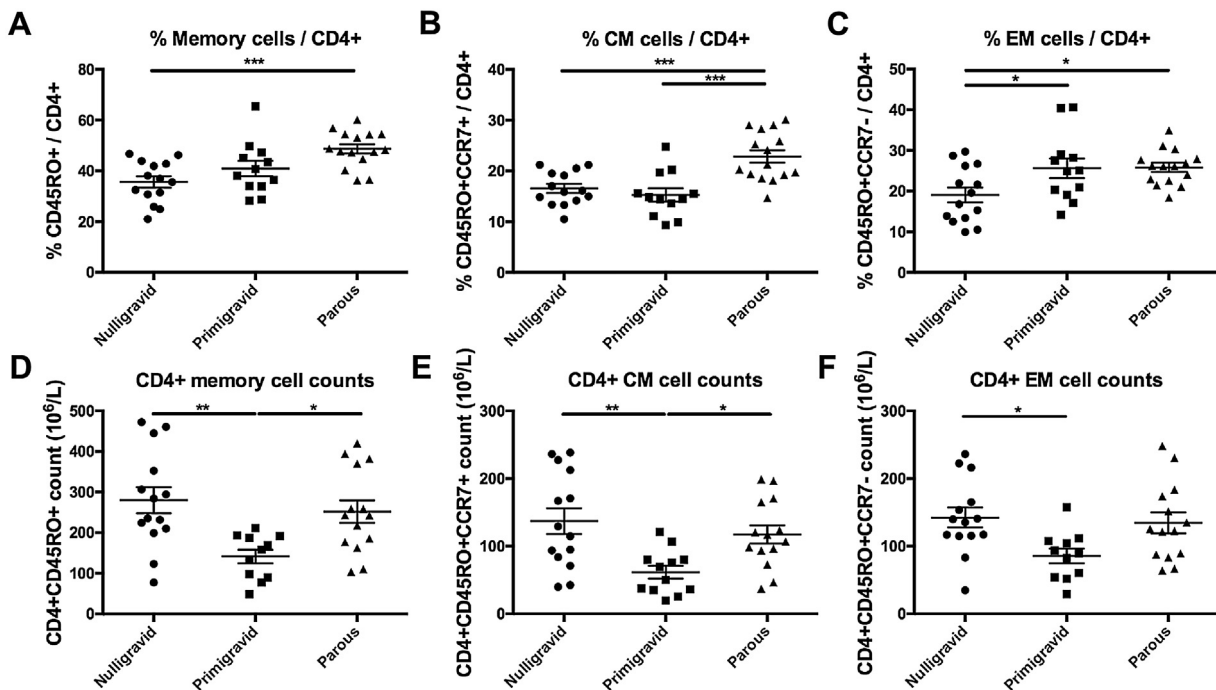 A
% Memory cells / CD4+
***
% CD45RO+ / CD4+
80
60
40
20
0
Nulligravid
Primigravid
Parous
B
% CM cells / CD4+
***
***
% CD45RO+CCR7+ / CD4+
40
30
20
10
0
Nulligravid
Primigravid
Parous
C
% EM cells / CD4+
*
*
% CD45RO+CCR7- / CD4+
50
40
30
20
10
0
Nulligravid
Primigravid
Parous
D
CD4+ memory cell counts
**
*
CD4+CD45RO+ count (10⁶/L)
500
400
300
200
100
0
Nulligravid
Primigravid
Parous
E
CD4+ CM cell counts
**
*
CD4+CD45RO+CCR7+ count (10⁶/L)
300
200
100
0
Nulligravid
Primigravid
Parous
F
CD4+ EM cell counts
*
CD4+CD45RO+CCR7- count (10⁶/L)
300
200
100
0
Nulligravid
Primigravid
Parous